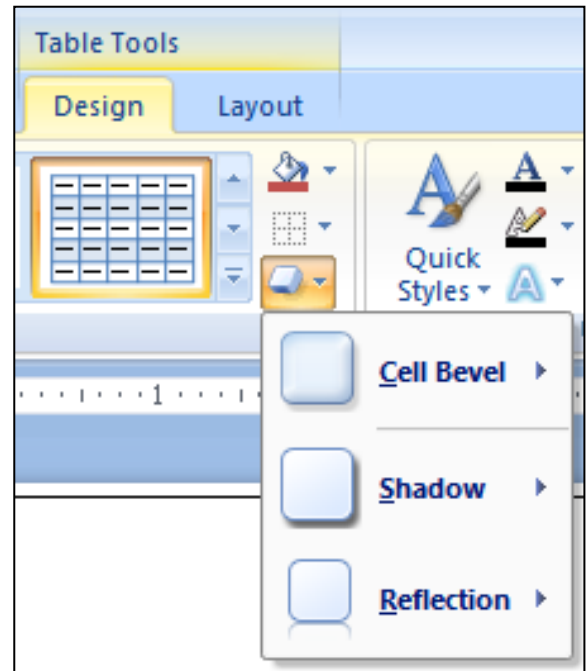 Table Tools
Design Layout
Quick
Styles
1
Cell Bevel
Shadow
Reflection